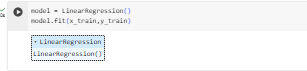 model = LinearRegression()
model.fit(x_train,y_train)
▾ LinearRegression
LinearRegression()